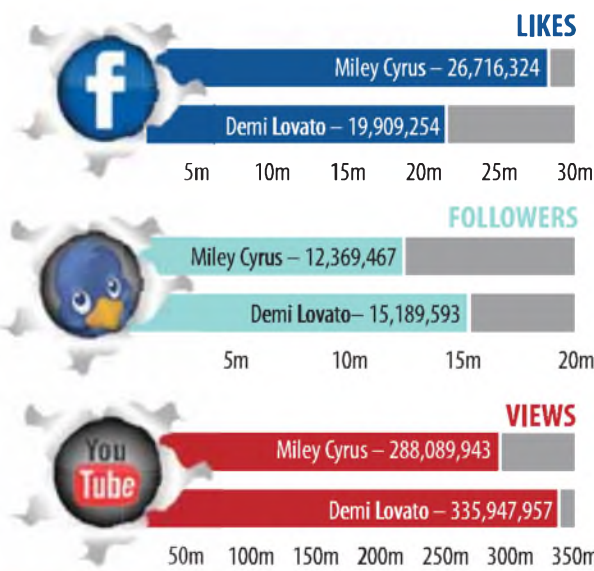 LIKES
f
Miley Cyrus – 26,716,324
Demi Lovato – 19,909,254
5m 10m 15m 20m 25m 30m
FOLLOWERS
Miley Cyrus – 12,369,467
Demi Lovato– 15,189,593
5m 10m 15m 20m
VIEWS
You
Tube
Miley Cyrus – 288,089,943
Demi Lovato – 335,947,957
50m 100m 150m 200m 250m 300m 350m